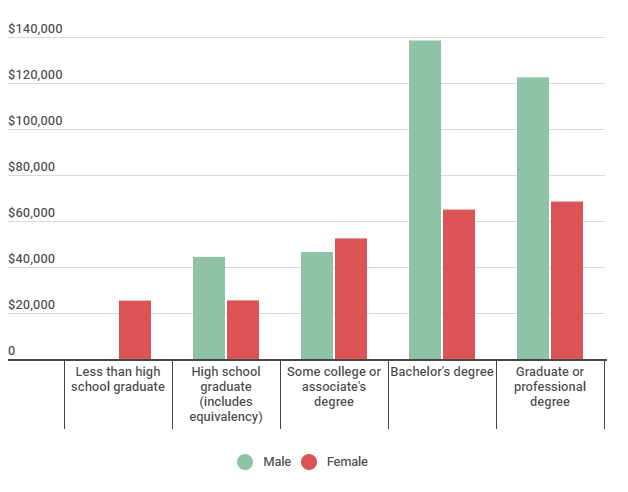 $140,000
$120,000
$100,000
$80,000
$60,000
$40,000
$20,000
0
Less than high
school graduate
High school
graduate
(includes
equivalency)
Some college or
associate's
degree
Bachelor's degree
Graduate or
professional
degree
Male
Female